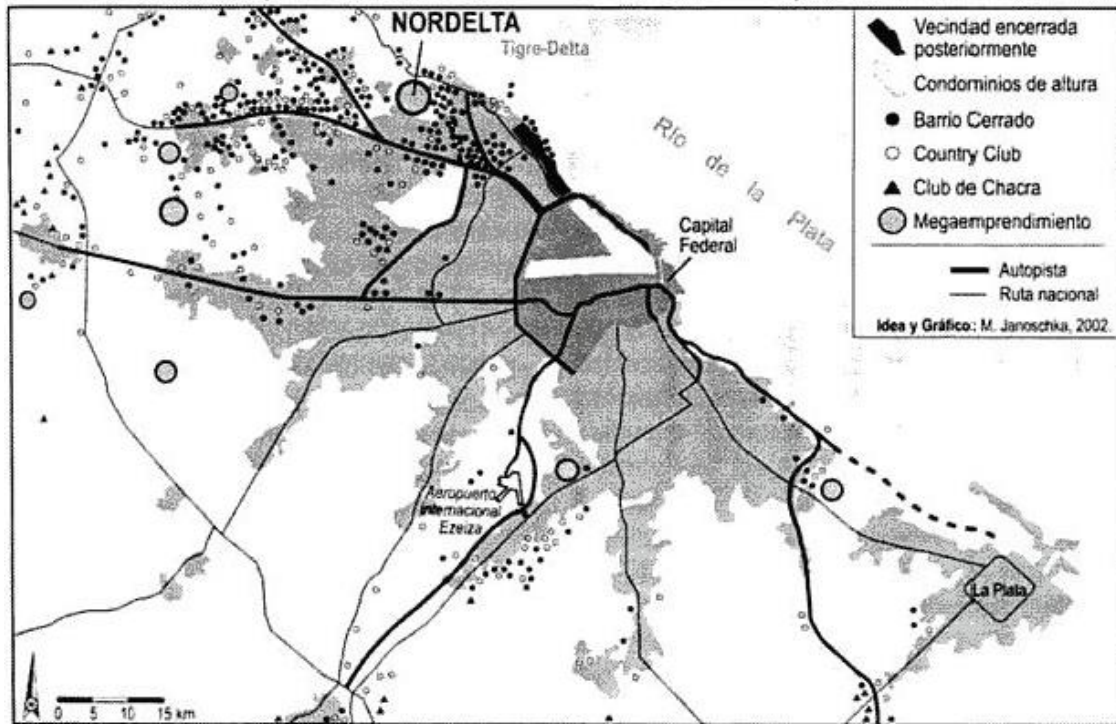 NORDELTA
Tigre-Delta
Río de la Plata
Capital
Federal
Aeropuerto
Internacional
Ezeiza
La Plata
0 5 10 15 km
Vecindad encerrada
posteriormente
Condominios de altura
Barrio Cerrado
Country Club
Club de Chacra
Megaemprendimiento
Autopista
Ruta nacional
Idea y Gráfico: M. Janoschka, 2002.